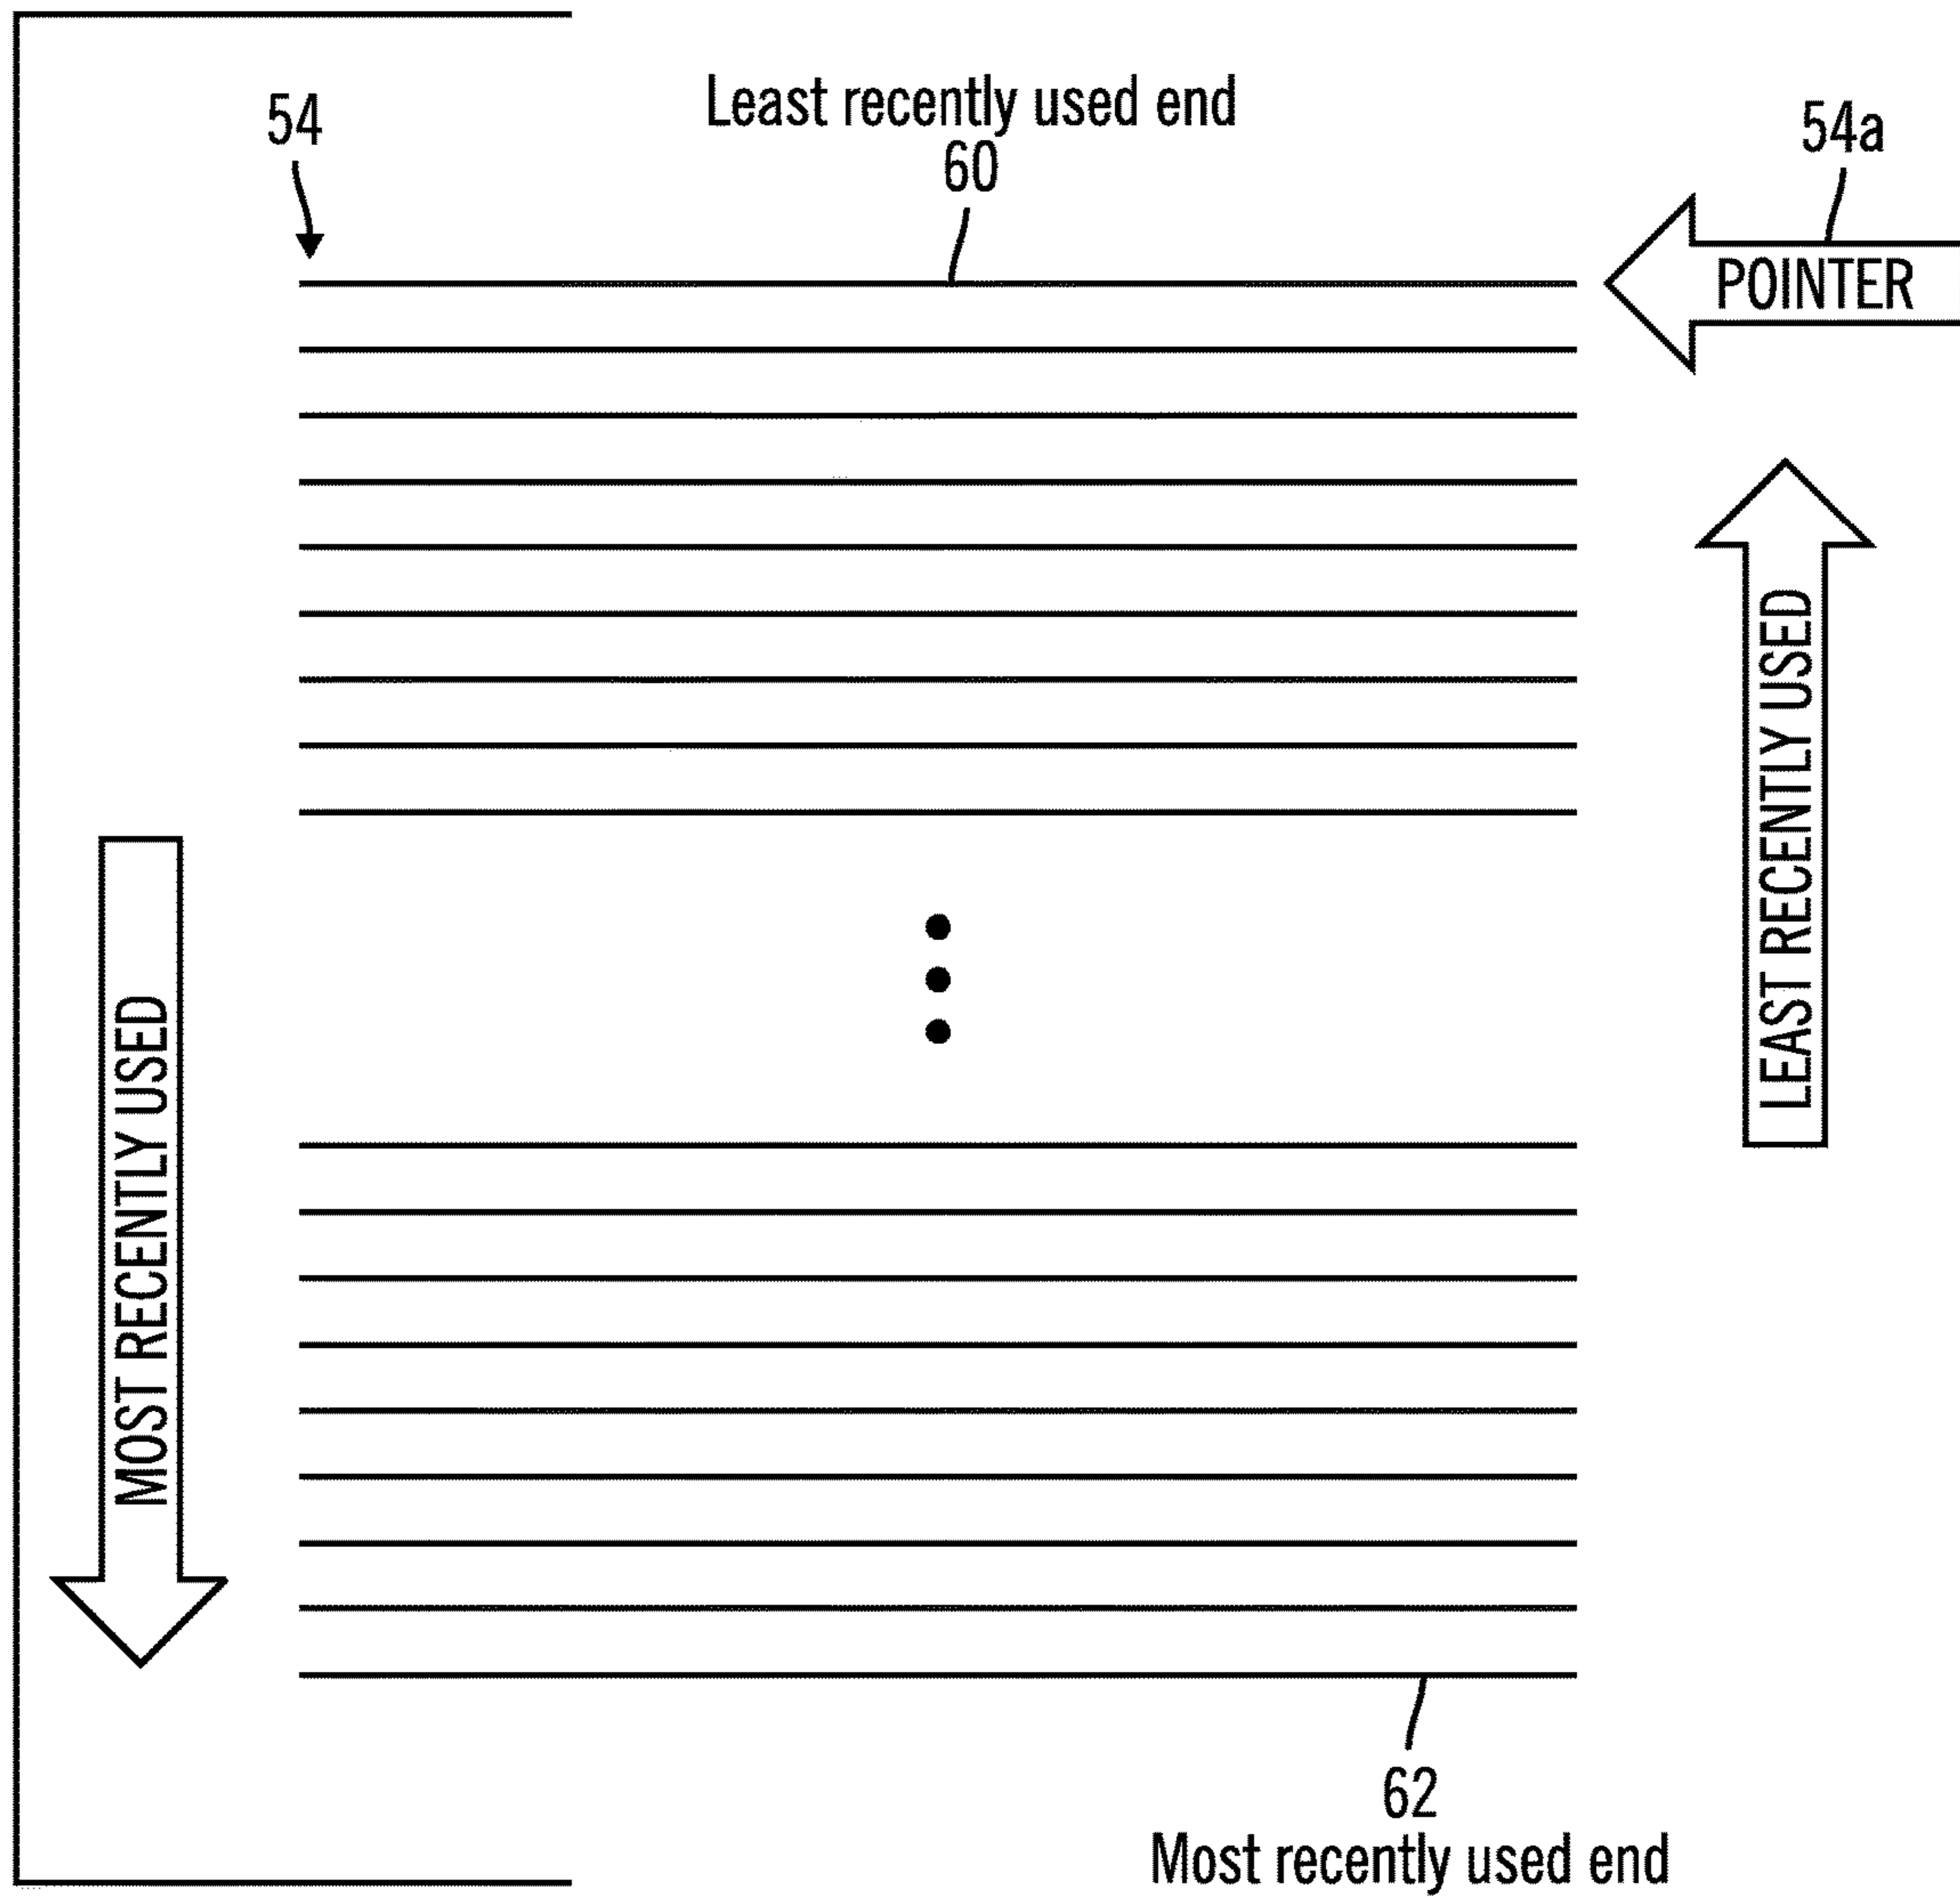 54
Least recently used end
60
54a
POINTER
LEAST RECENTLY USED
MOST RECENTLY USED
62
Most recently used end